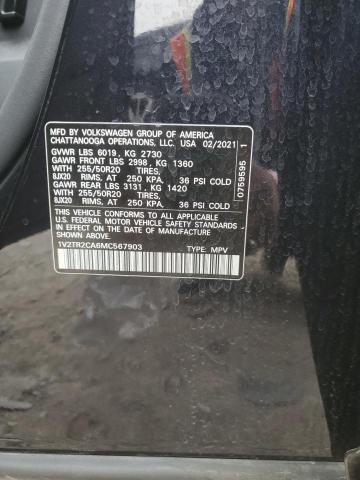 MFD BY VOLKSWAGEN GROUP OF AMERICA
CHATTANOOGA OPERATIONS, LLC. USA 02/2021
GVWR LBS 6019, KG 2730
GAWR FRONT LBS 2998, KG 1360
WITH 255/50R20 TIRES,
8JX20 RIMS, AT 250 KPA, 36 PSI COLD
GAWR REAR LBS 3131, KG 1420
WITH 255/50R20 TIRES,
8JX20 RIMS, AT 250 KPA, 36 PSI COLD
THIS VEHICLE CONFORMS TO ALL APPLICABLE
FEDERAL MOTOR VEHICLE SAFETY STANDARDS
IN EFFECT ON THE DATE OF MANUFACTURE
SHOWN ABOVE.
1V2TR2CA6MC567903 TYPE: MPV
0759595 1